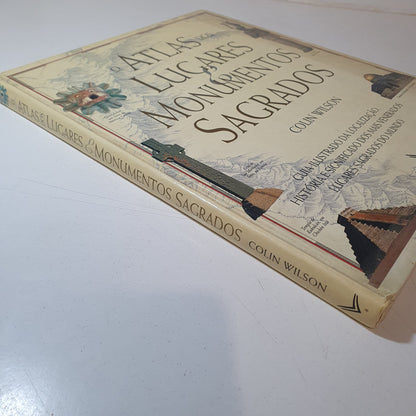 O ATLAS DOS
LUGARES
E MONUMENTOS
SAGRADOS
COLIN WILSON
GUIA ILUSTRADO DA LOCALIZAÇÃO
HISTÓRIA E SIGNIFICADO DOS MAIS VARIADOS
LUGARES SAGRADOS DO MUNDO
O ATLAS DOS LUGARES E MONUMENTOS SAGRADOS COLIN WILSON